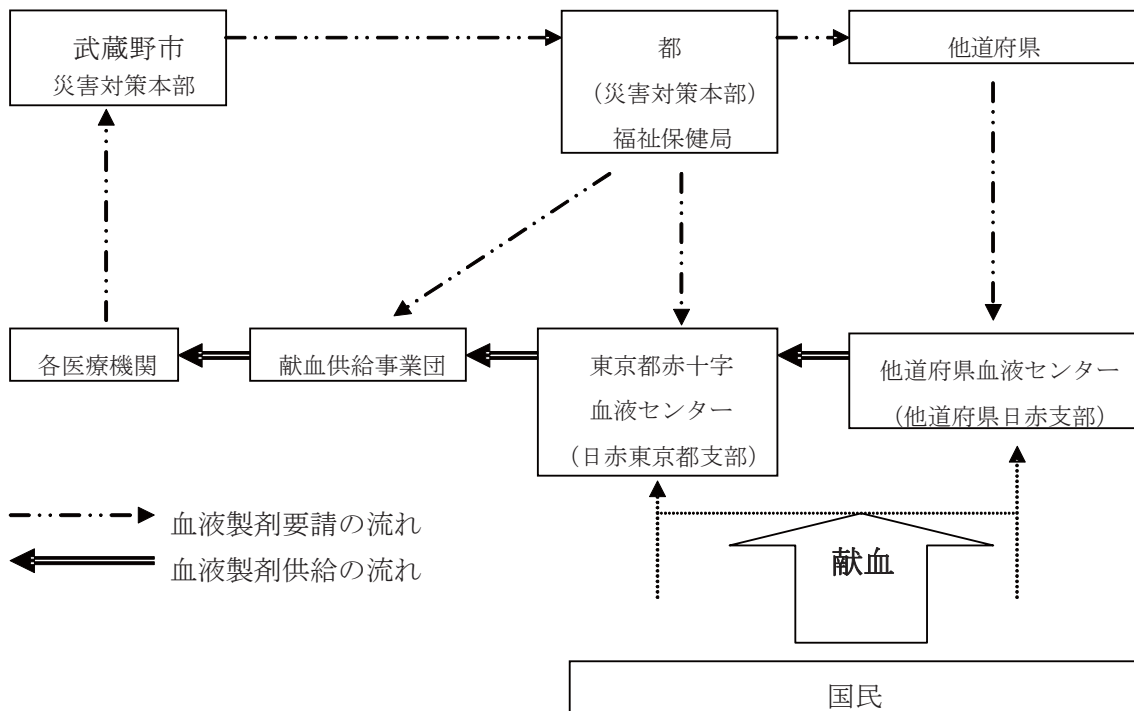 武蔵野市
災害対策本部
都
(災害対策本部)
福祉保健局
他道府県
各医療機関
献血供給事業団
東京都赤十字
血液センター
(日赤東京都支部)
他道府県血液センター
(他道府県日赤支部)
血液製剤要請の流れ
血液製剤供給の流れ
献血
国民